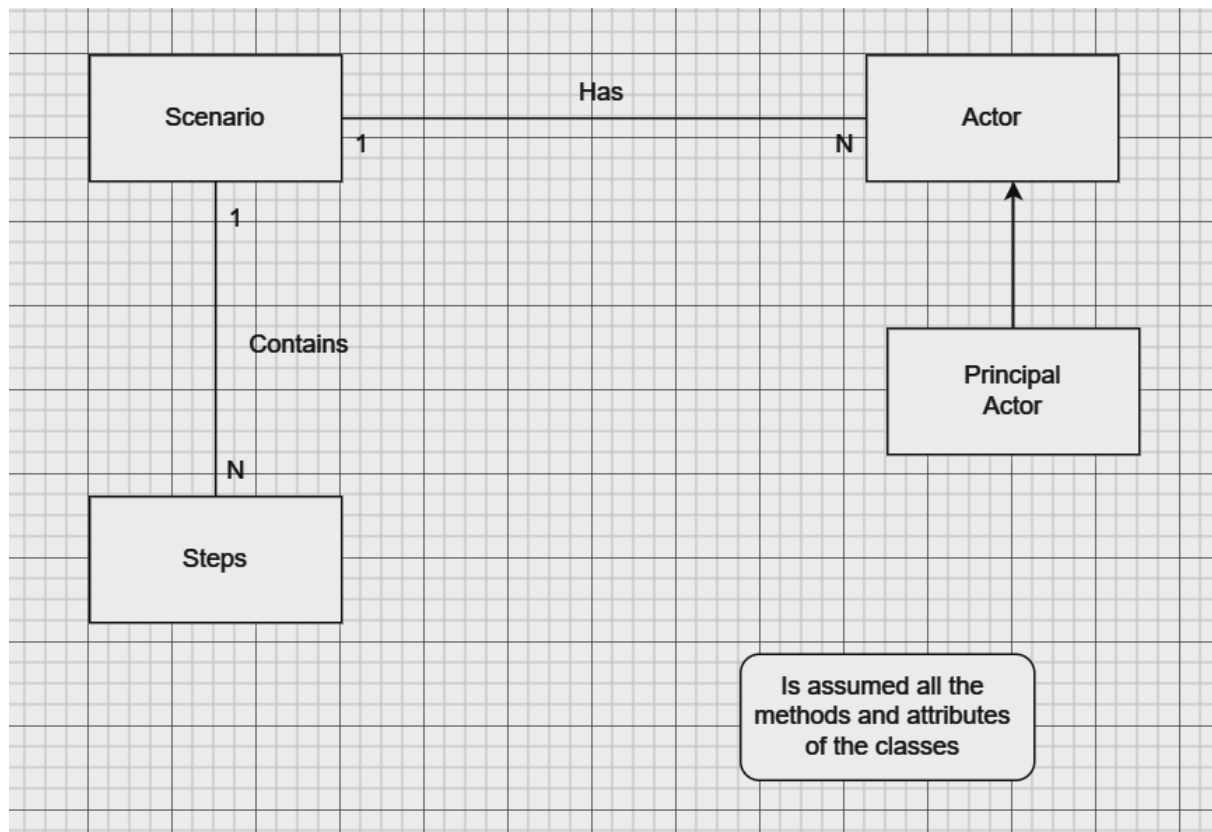 Scenario
Has
Actor
1
N
1
Contains
Principal
Actor
N
Steps
Is assumed all the
methods and attributes
of the classes